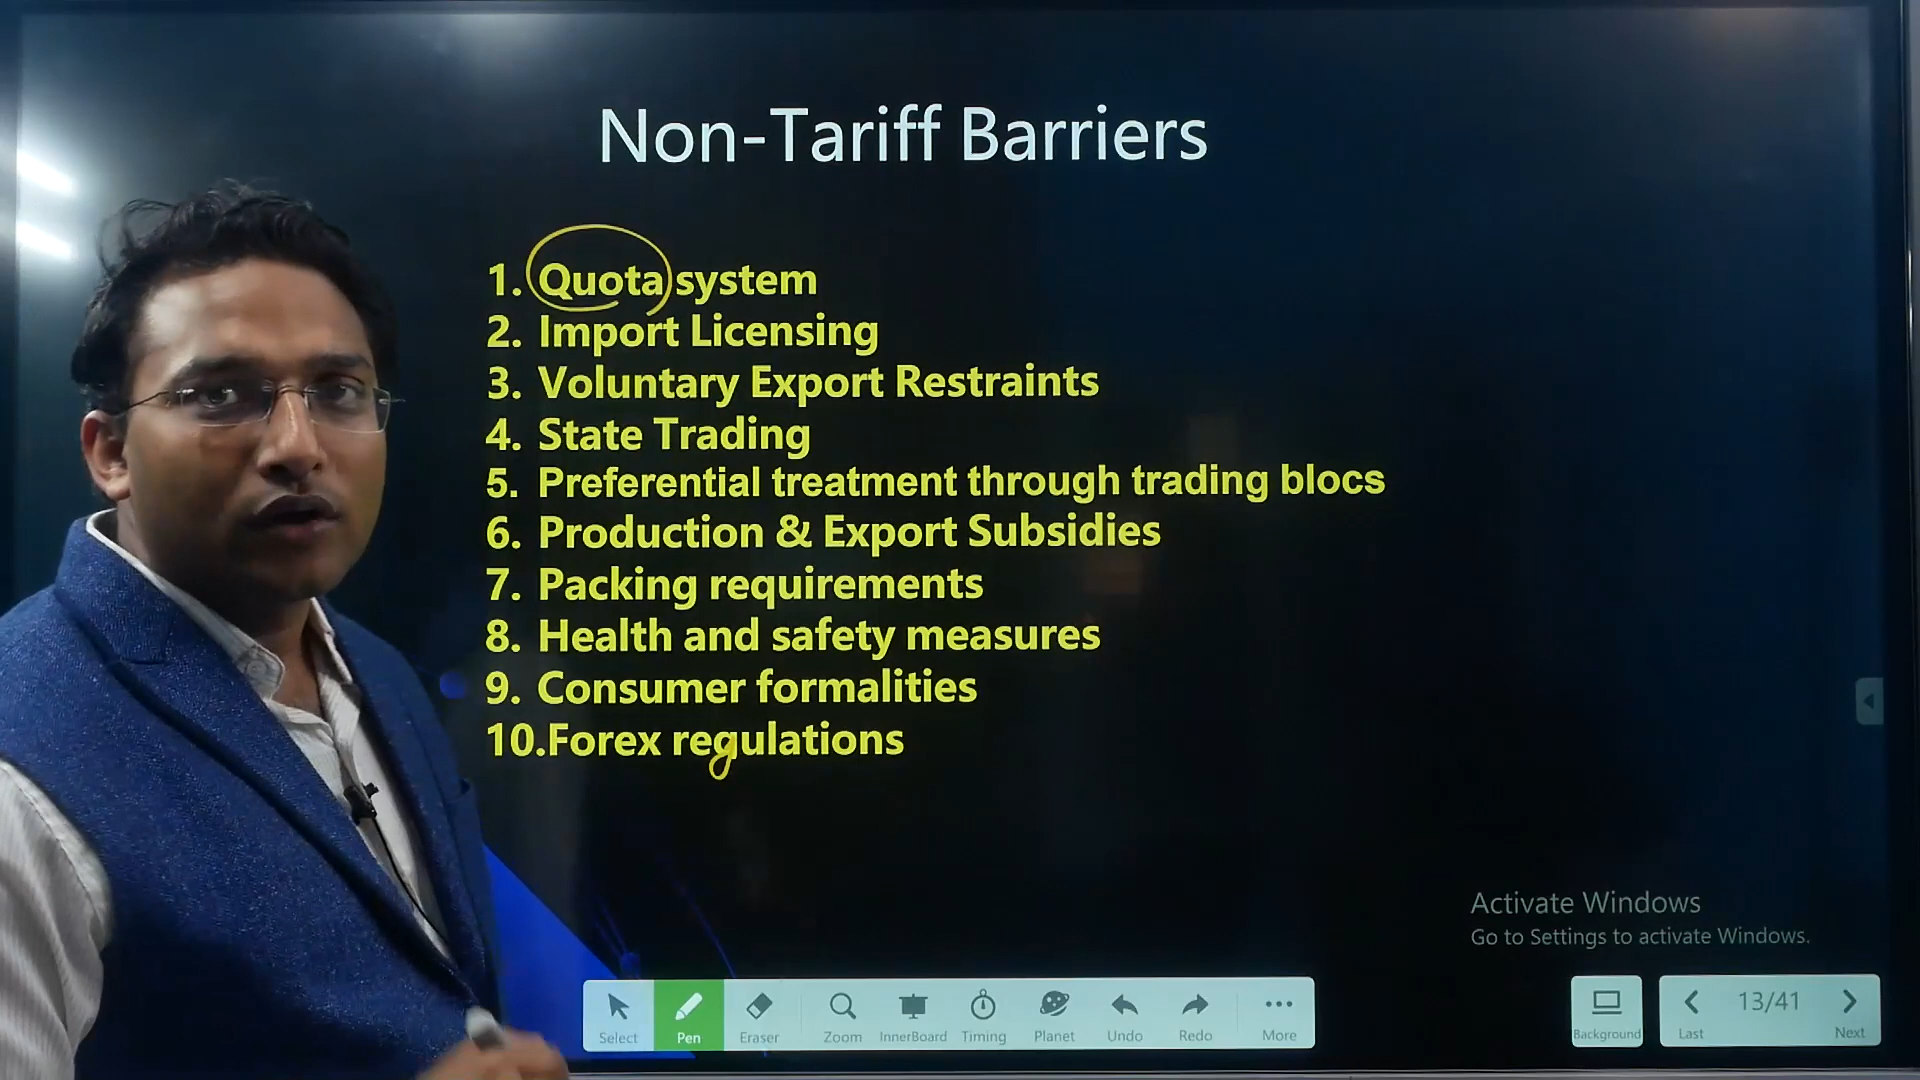 Non-Tariff Barriers
1. Quota system
2. Import Licensing
3. Voluntary Export Restraints
4. State Trading
5. Preferential treatment through trading blocs
6. Production & Export Subsidies
7. Packing requirements
8. Health and safety measures
9. Consumer formalities
10.Forex regulations
Activate Windows
Go to Settings to activate Windows.
Select Pen Eraser Zoom InnerBoard Timing Planet Undo Redo More
Background
Last 13/41 Next